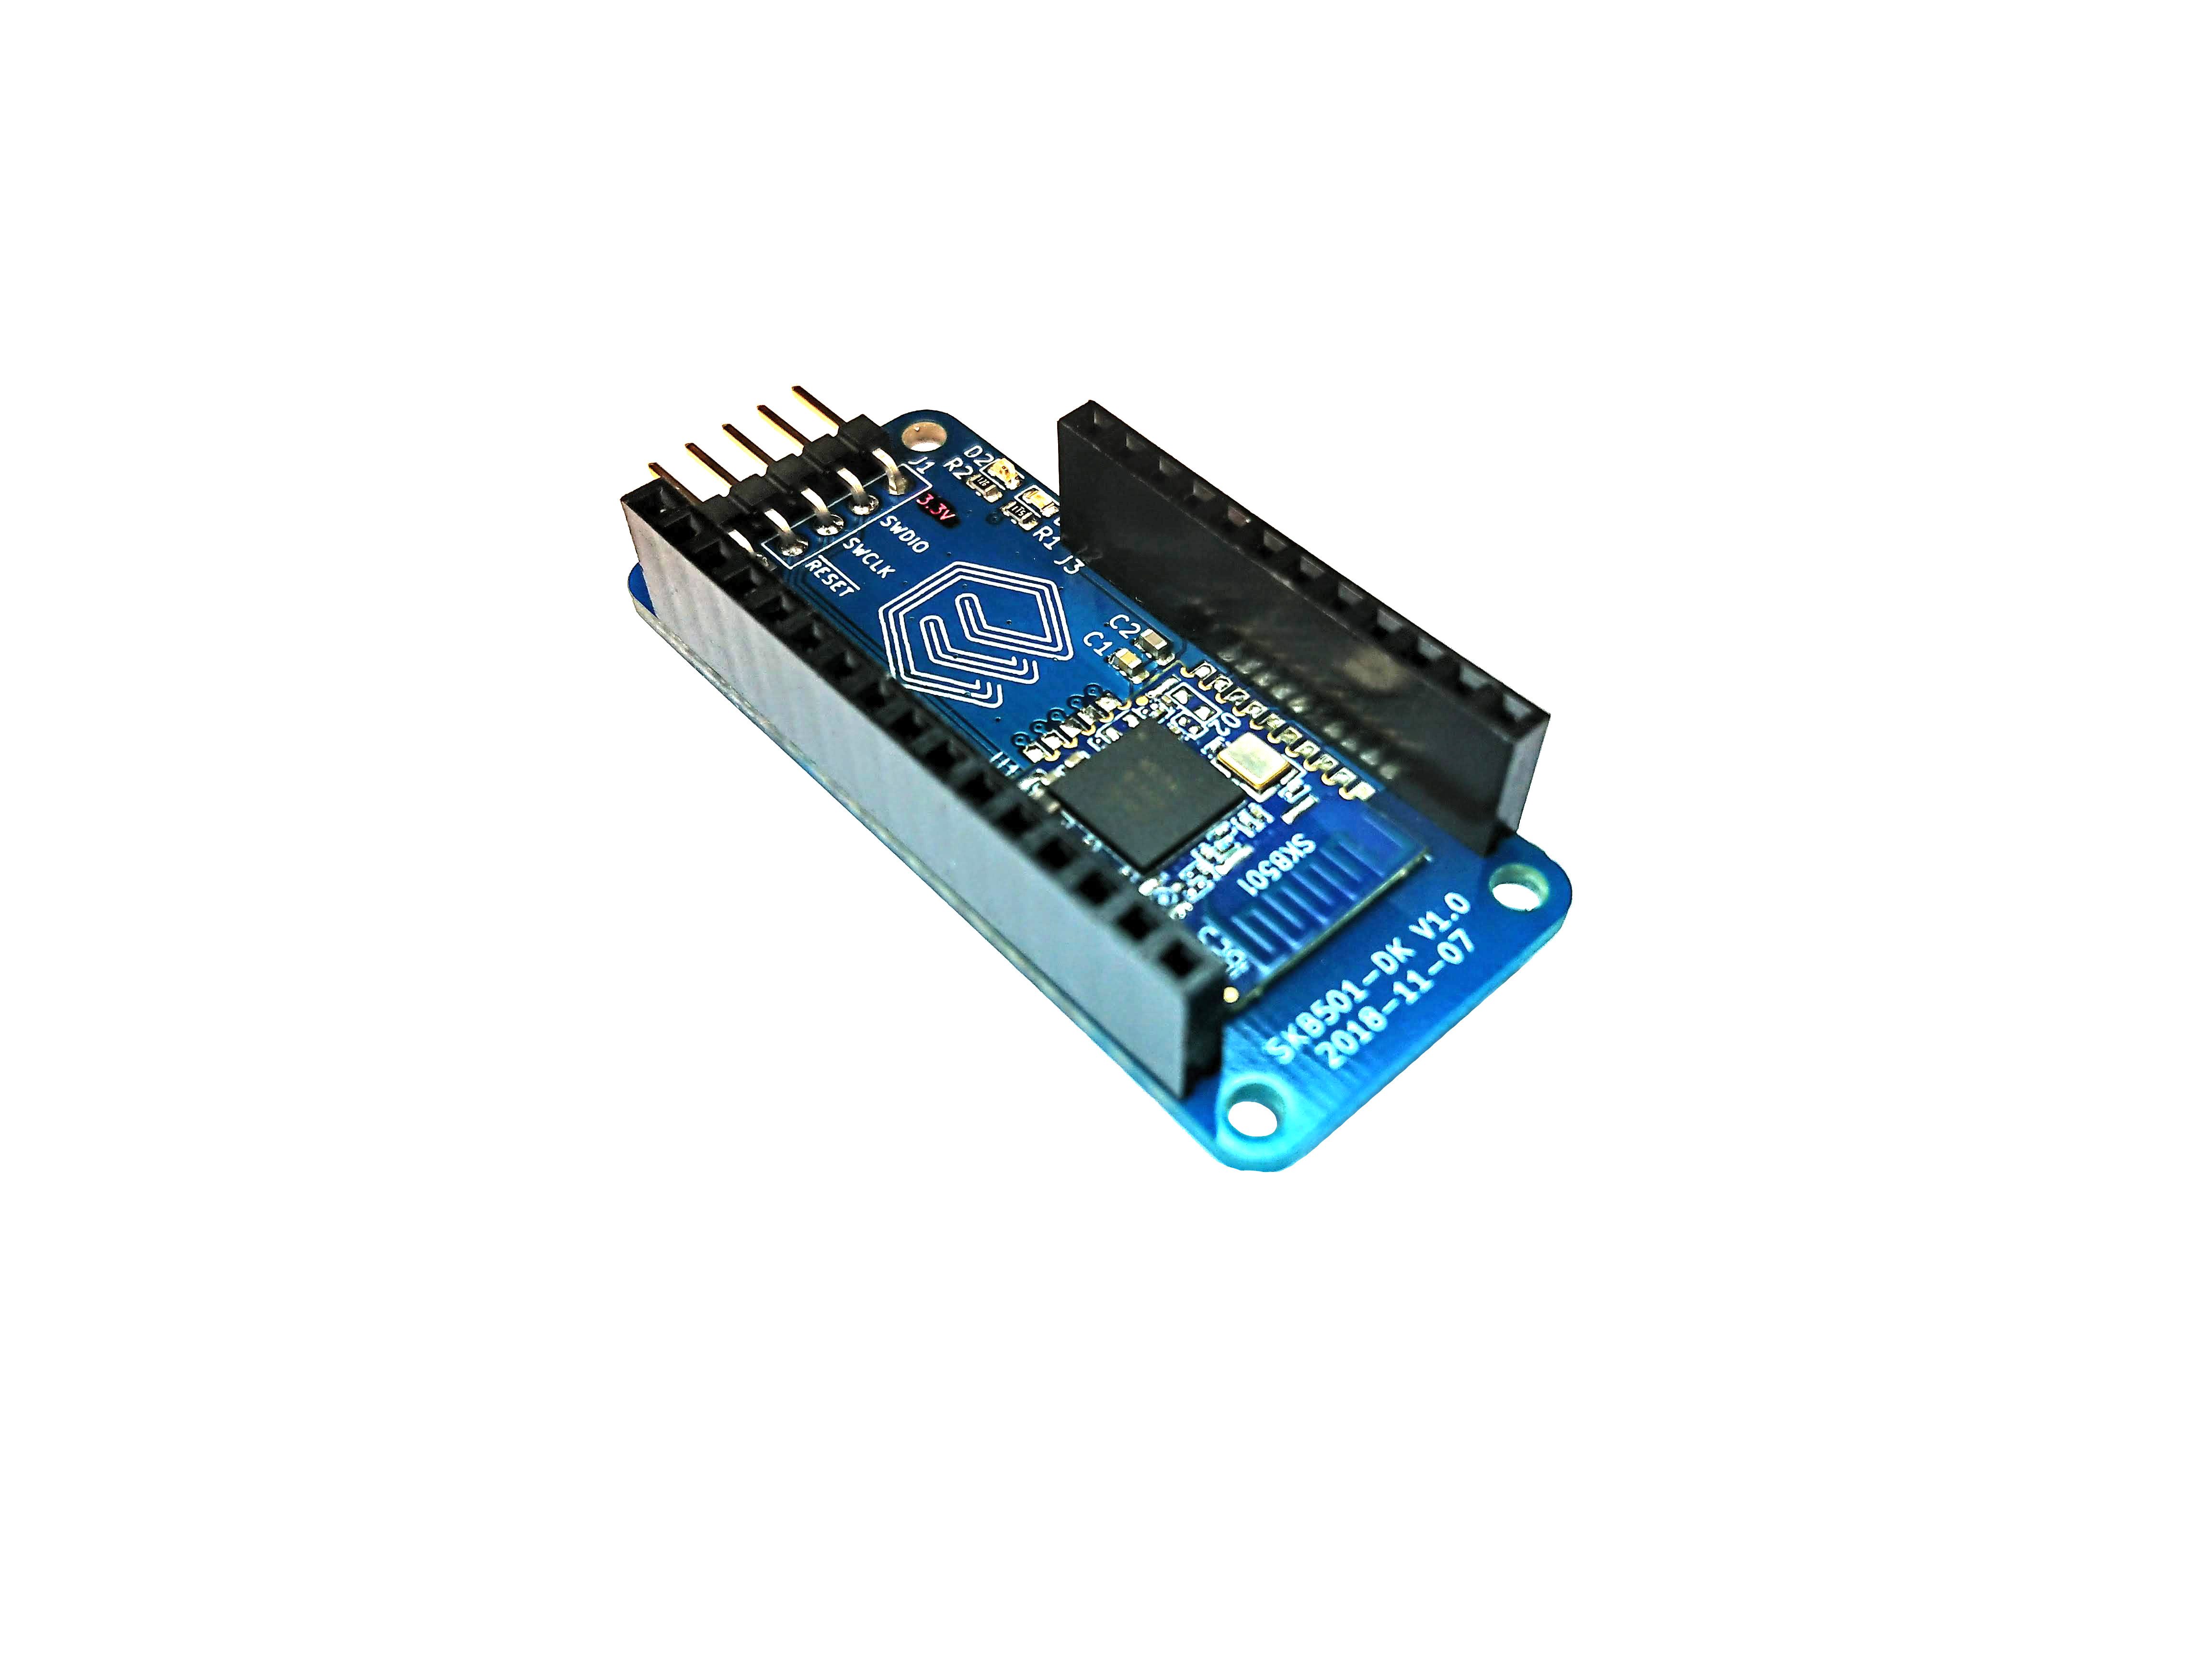 D2
R2
J1
3.3V
SWDIO
SWCLK
RESET
R1 J3
C2
C1
U1
SKB501
SKB501-DK V1.0
2018-11-07